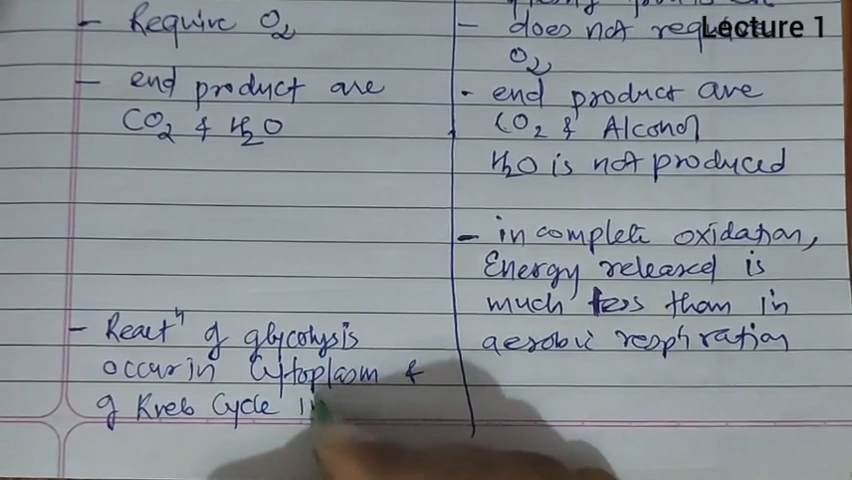 - Require O2
- end product are
CO2 & H2O
- Reactn of glycolysis
occur in Cytoplasm &
of Kreb Cycle in
- does not require
O2
- end product are
CO2 & Alcohol
H2O is not produced
- incomplete oxidation,
Energy released is
much less than in
aerobic respiration
Lecture 1